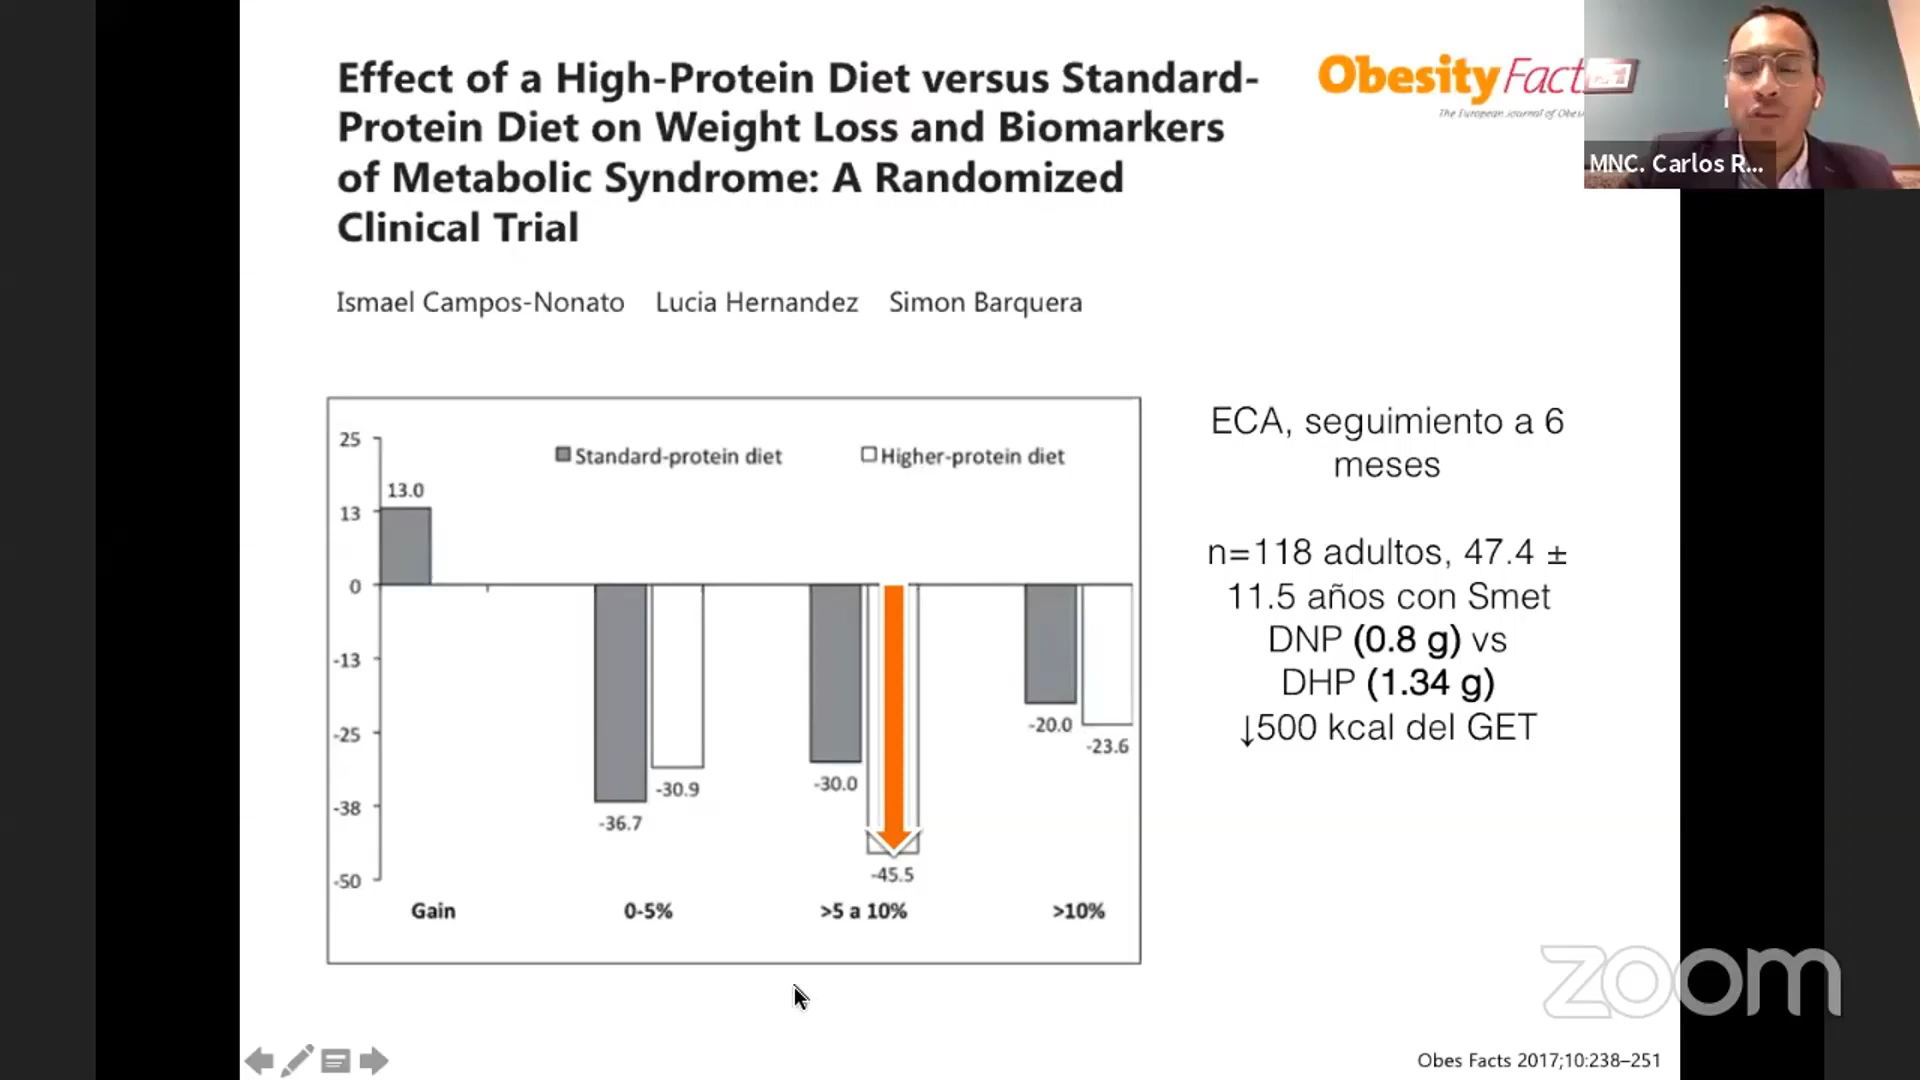 Effect of a High-Protein Diet versus Standard-
Protein Diet on Weight Loss and Biomarkers
of Metabolic Syndrome: A Randomized
Clinical Trial
Obesity Fact
The European Journal of Obes
MNC. Carlos R...
Ismael Campos-Nonato Lucia Hernandez Simon Barquera
25
13
0
-13
-25
-38
-50
Standard-protein diet
Higher-protein diet
13.0
-36.7
-30.9
-30.0
-45.5
-20.0
-23.6
Gain
0-5%
>5 a 10%
>10%
ECA, seguimiento a 6
meses
n=118 adultos, 47.4 ±
11.5 años con Smet
DNP (0.8 g) vs
DHP (1.34 g)
↓500 kcal del GET
zoom
Obes Facts 2017;10:238–251